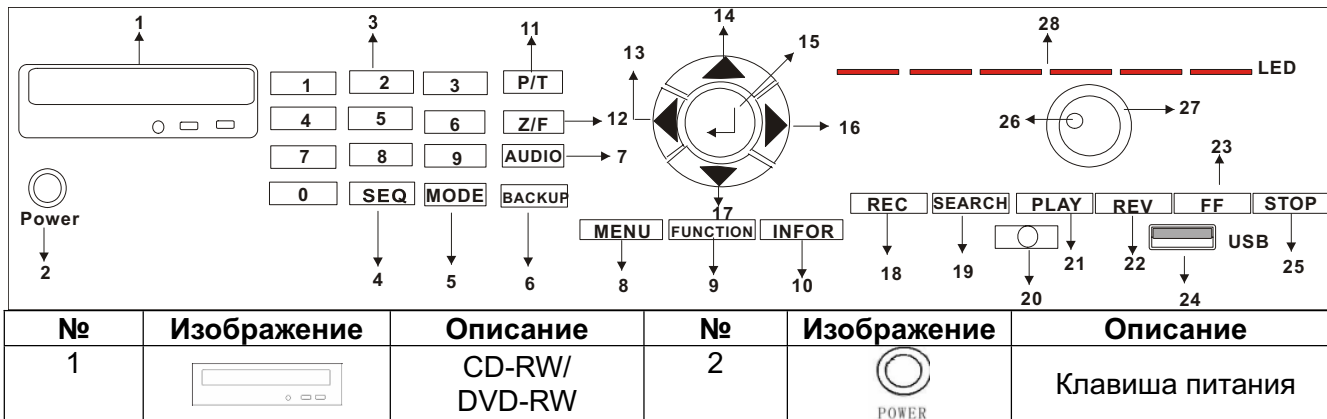 1 3 11 14 28
13 15
LED
1 2 3 P/T
4 5 6 Z/F 12 16 26 27
7 8 9 AUDIO 7 23
0 SEQ MODE BACKUP
Power
17
REC SEARCH PLAY REV FF STOP
MENU FUNCTION INFOR
USB
2 4 5 6 8 9 10 18 19 20 21 22 24 25
№ Изображение Описание № Изображение Описание
1 CD-RW/ 2 Клавиша питания
DVD-RW
POWER